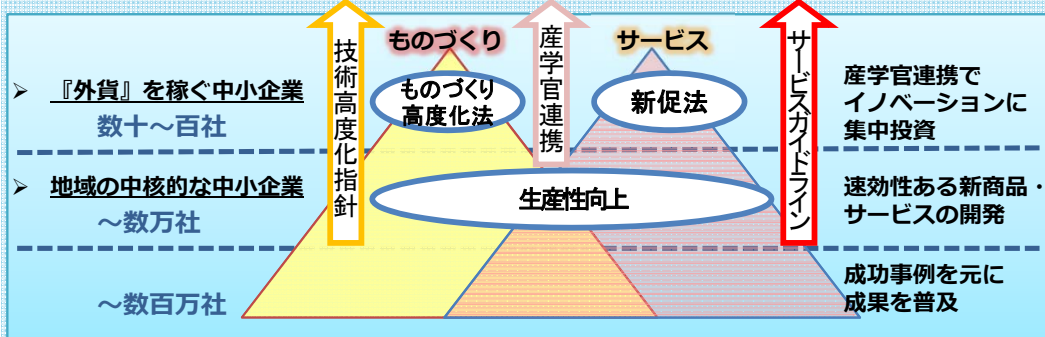 技術高度化指針
ものづくり
産学官連携
サービス
サービスガイドライン
➢ 『外貨』を稼ぐ中小企業
数十～百社
ものづくり
高度化法
新促法
産学官連携で
イノベーションに
集中投資
➢ 地域の中核的な中小企業
～数万社
生産性向上
速効性ある新商品・
サービスの開発
～数百万社
成功事例を元に
成果を普及